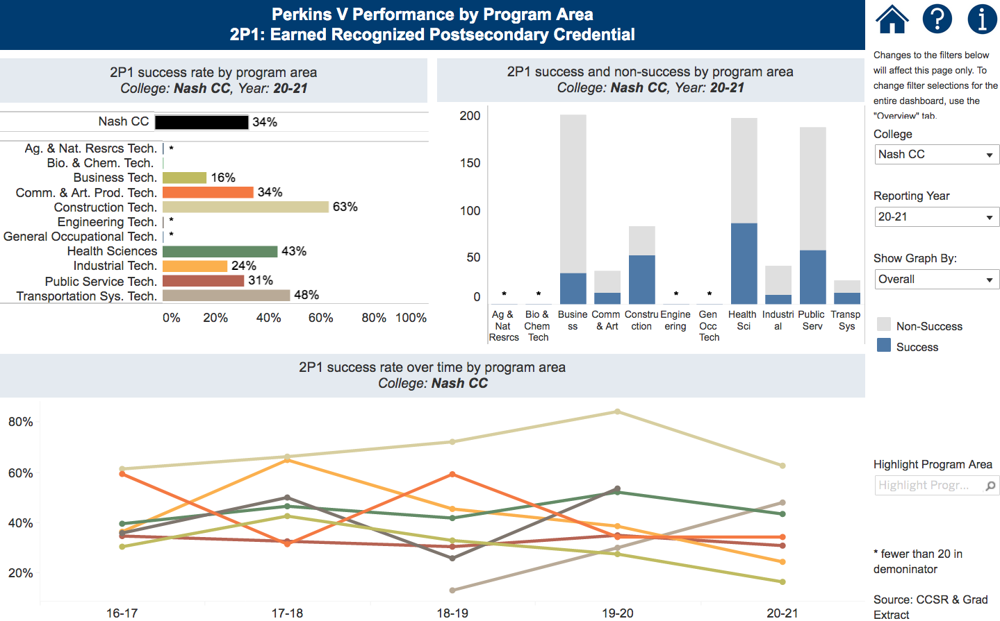 Perkins V Performance by Program Area
2P1: Earned Recognized Postsecondary Credential
Changes to the filters below
will affect this page only. To
change filter selections for the
entire dashboard, use the
"Overview" tab.
2P1 success rate by program area
College: Nash CC, Year: 20-21
Nash CC 34%
Ag. & Nat. Resrcs Tech. *
Bio. & Chem. Tech.
Business Tech. 16%
Comm. & Art. Prod. Tech. 34%
Construction Tech. 63%
Engineering Tech. *
General Occupational Tech. *
Health Sciences 43%
Industrial Tech. 24%
Public Service Tech. 31%
Transportation Sys. Tech. 48%
0% 20% 40% 60% 80% 100%
2P1 success and non-success by program area
College: Nash CC, Year: 20-21
200
150
100
50
0
* * * *
Ag & Nat Resrcs
Bio & Chem Tech
Busine ss
Comm & Art
Constru ction
Engine ering
Gen Occ Tech
Health Sci
Industri al
Public Serv
Transp Sys
College
Nash CC
Reporting Year
20-21
Show Graph By:
Overall
Non-Success
Success
2P1 success rate over time by program area
College: Nash CC
80%
60%
40%
20%
16-17 17-18 18-19 19-20 20-21
Highlight Program Area
Highlight Progr...
* fewer than 20 in
demoninator
Source: CCSR & Grad
Extract